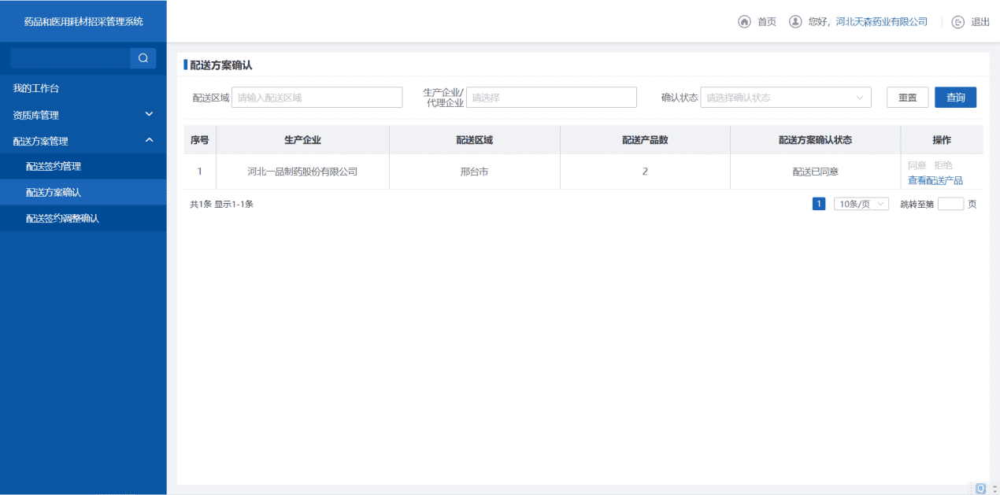 药品和医用耗材招采管理系统
首页 您好，河北天森药业有限公司 退出
我的工作台
资质库管理
配送方案管理
配送签约管理
配送方案确认
配送签约调整确认
配送方案确认
配送区域 请输入配送区域 生产企业/代理企业 请选择 确认状态 请选择确认状态 重置 查询
序号 生产企业 配送区域 配送产品数 配送方案确认状态 操作
1 河北一品制药股份有限公司 邢台市 2 配送已同意 同意 拒绝
查看配送产品
共1条 显示1-1条 1 10条/页 跳转至第 页